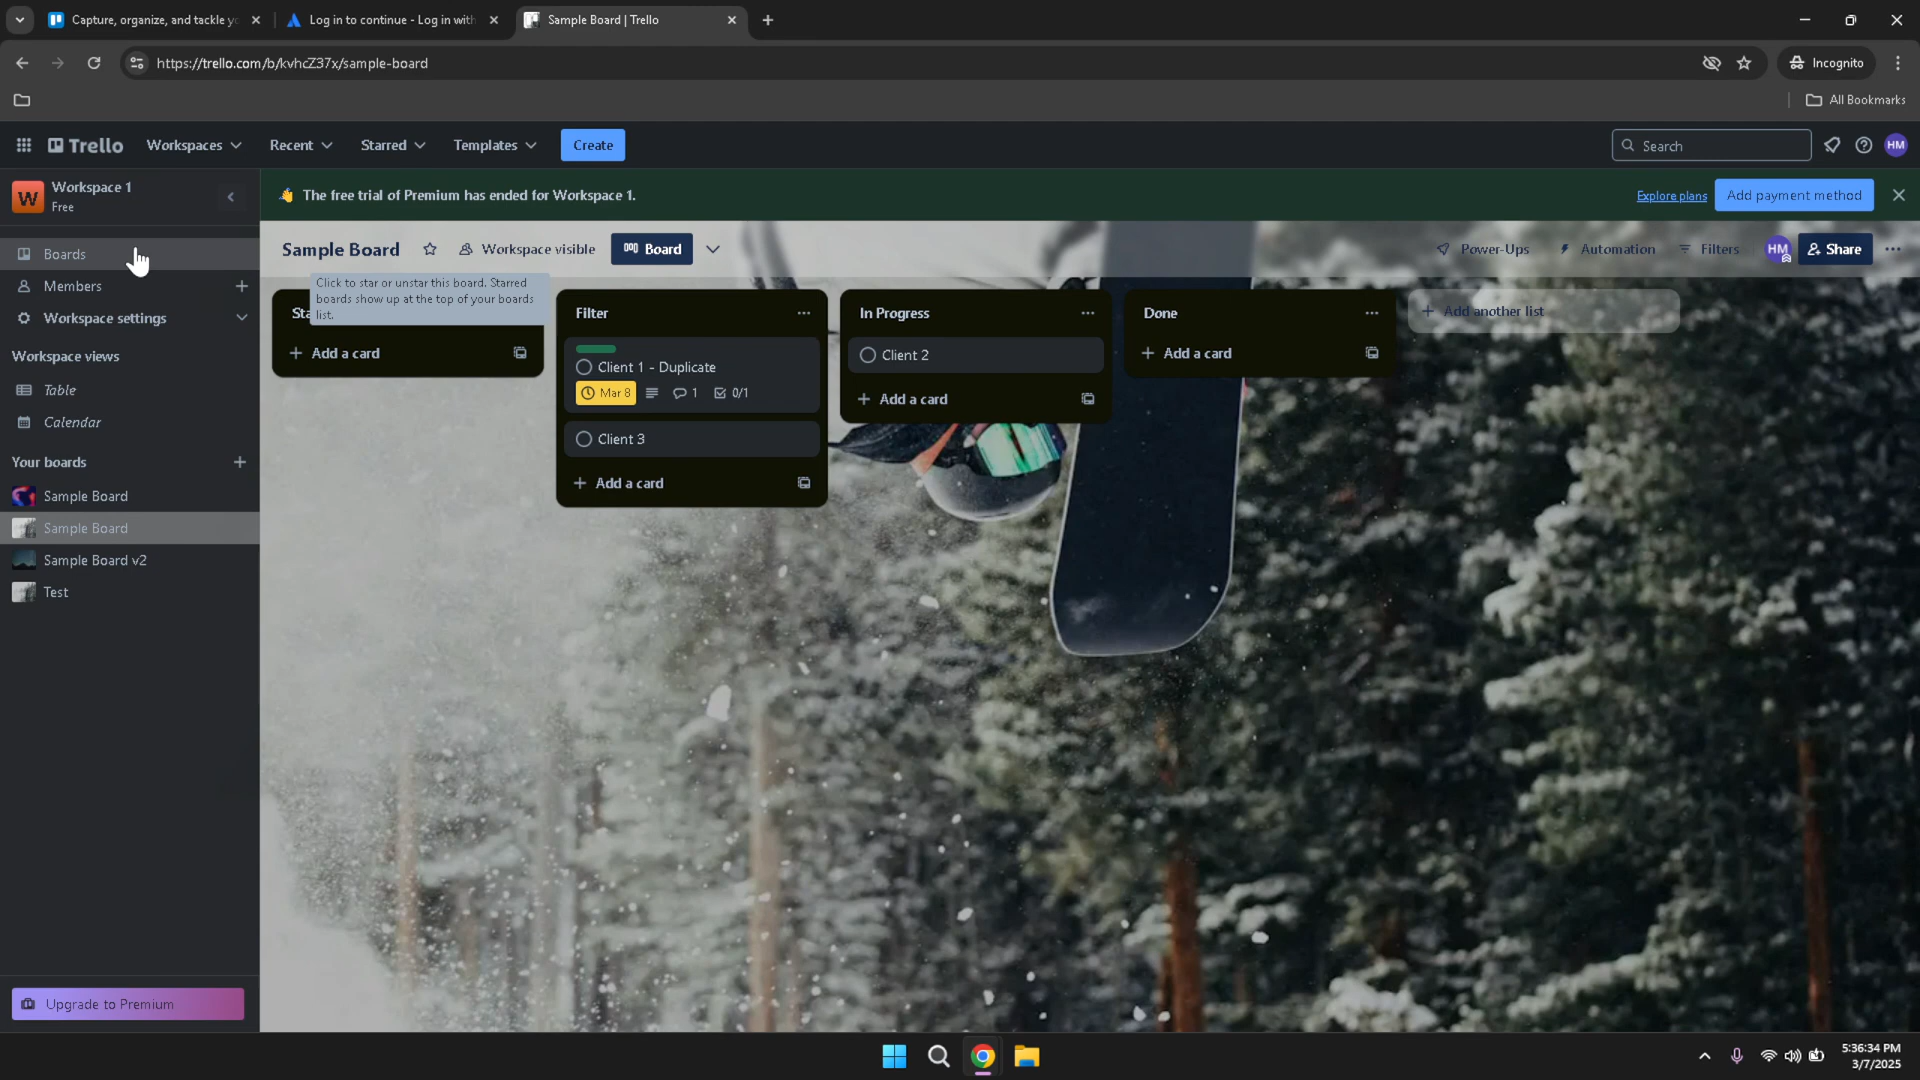 Capture, organize, and tackle yo
Log in to continue - Log in with
Sample Board | Trello
https://trello.com/b/kvhcZ37x/sample-board
Incognito
All Bookmarks
Trello
Workspaces
Recent
Starred
Templates
Create
Search
HM
W
Workspace 1
Free
The free trial of Premium has ended for Workspace 1.
Explore plans
Add payment method
Boards
Members
Workspace settings
Workspace views
Table
Calendar
Your boards
Sample Board
Sample Board
Sample Board v2
Test
Upgrade to Premium
Sample Board
Workspace visible
Board
Power-Ups
Automation
Filters
HM
Share
Click to star or unstar this board. Starred
boards show up at the top of your boards
list.
Add a card
Filter
Client 1 - Duplicate
Mar 8
1
0/1
Client 3
Add a card
In Progress
Client 2
Add a card
Done
Add a card
Add another list
5:36:34 PM
3/7/2025